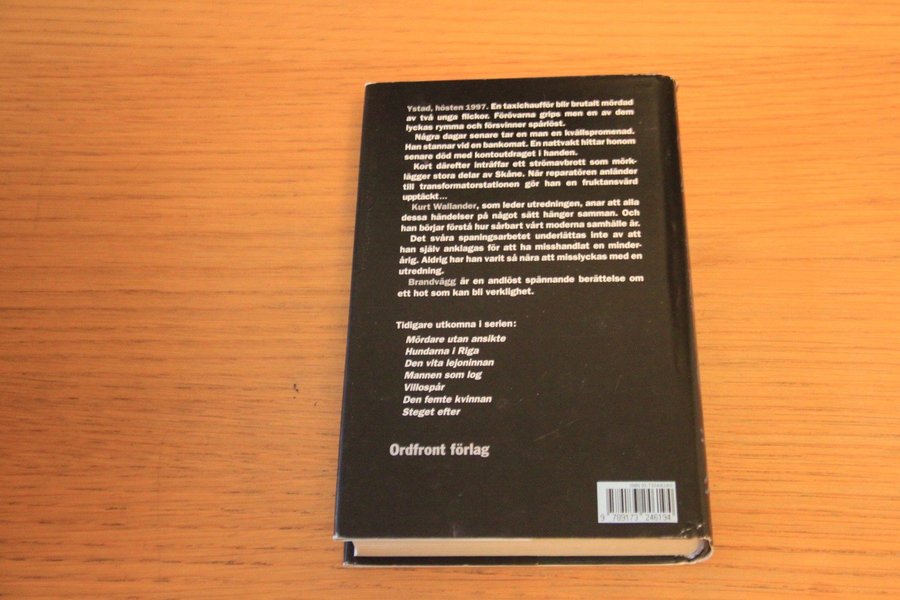 Ystad, hösten 1997. En taxichaufför blir brutalt mördad
av två unga flickor. Förövarna grips men en av dem
lyckas rymma och försvinner spårlöst.
Några dagar senare tar en man en kvällspromenad.
Han stannar vid en bankomat. En nattvakt hittar honom
senare död med kontoutdraget i handen.
Kort därefter inträffar ett strömavbrott som mörk-
lägger stora delar av Skåne. När reparatören anländer
till transformatorstationen gör han en fruktansvärd
upptäckt...
Kurt Wallander, som leder utredningen, anar att alla
dessa händelser på något sätt hänger samman. Och
han börjar förstå hur sårbart vårt moderna samhälle är.
Det svåra spaningsarbetet underlättas inte av att
han själv anklagas för att ha misshandlat en minder-
årig. Aldrig har han varit så nära att misslyckas med en
utredning.
Brandvägg är en andlöst spännande berättelse om
ett hot som kan bli verklighet.
Tidigare utkomna i serien:
Mördare utan ansikte
Hundarna i Riga
Den vita lejoninnan
Mannen som log
Villospår
Den femte kvinnan
Steget efter
Ordfront förlag
9 789173 246194